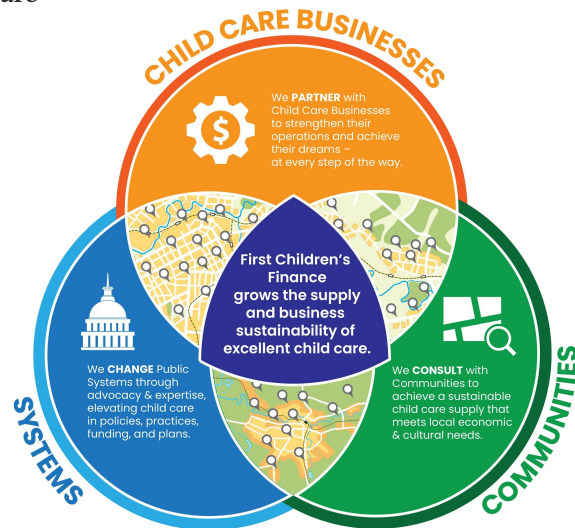 CHILD CARE BUSINESSES
We PARTNER with
Child Care Businesses
to strengthen their
operations and achieve
their dreams –
at every step of the way.
First Children’s
Finance
grows the supply
and business
sustainability of
excellent child care.
We CHANGE Public
Systems through
advocacy & expertise,
elevating child care
in policies, practices,
funding, and plans.
We CONSULT with
Communities to
achieve a sustainable
child care supply that
meets local economic
& cultural needs.
SYSTEMS
COMMUNITIES
$